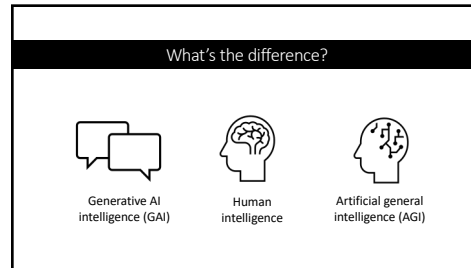 What's the difference?
Generative AI
intelligence (GAI)
Human
intelligence
Artificial general
intelligence (AGI)